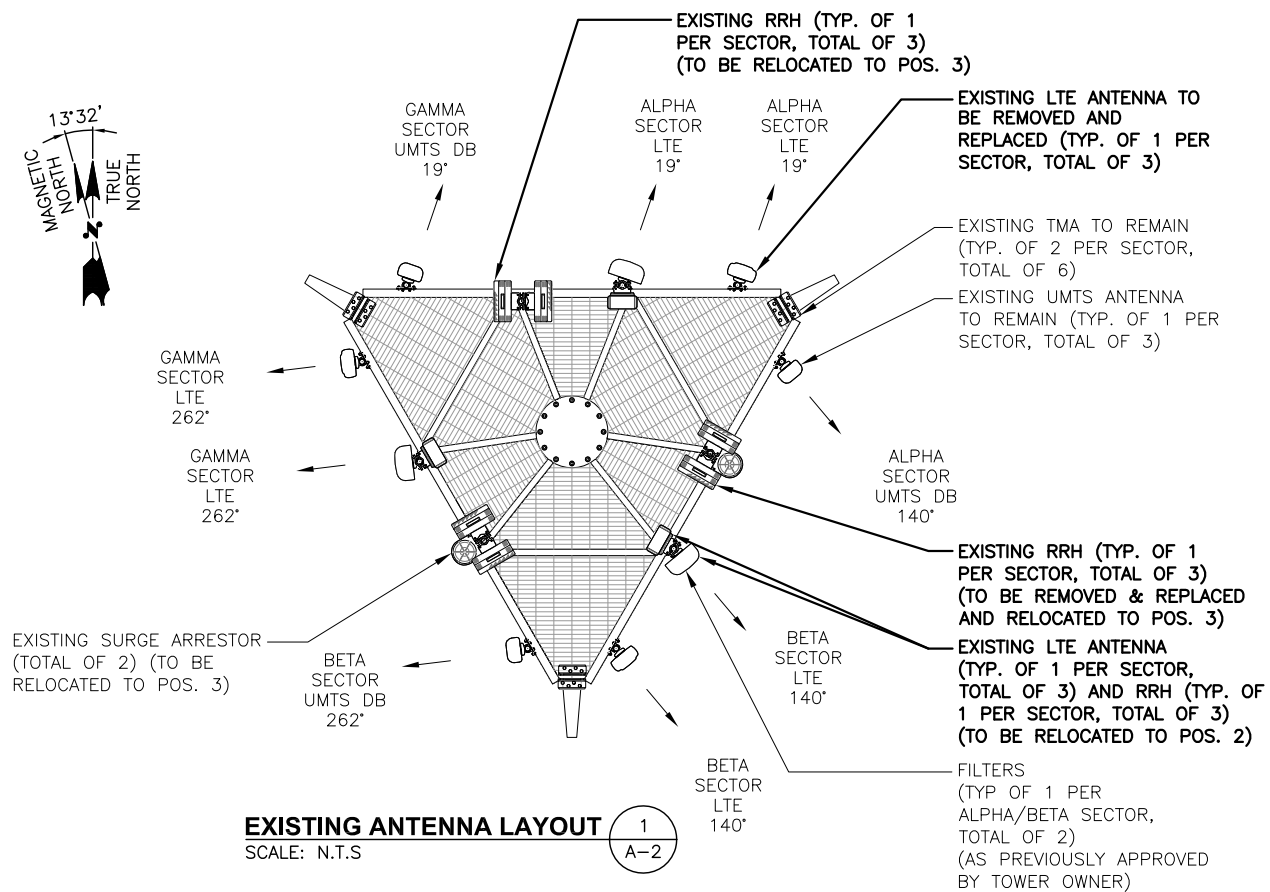 EXISTING RRH (TYP. OF 1
PER SECTOR, TOTAL OF 3)
(TO BE RELOCATED TO POS. 3)
13°32'
MAGNETIC
NORTH
TRUE
NORTH
N
GAMMA
SECTOR
UMTS DB
19°
ALPHA
SECTOR
LTE
19°
ALPHA
SECTOR
LTE
19°
EXISTING LTE ANTENNA TO
BE REMOVED AND
REPLACED (TYP. OF 1 PER
SECTOR, TOTAL OF 3)
EXISTING TMA TO REMAIN
(TYP. OF 2 PER SECTOR,
TOTAL OF 6)
EXISTING UMTS ANTENNA
TO REMAIN (TYP. OF 1 PER
SECTOR, TOTAL OF 3)
GAMMA
SECTOR
LTE
262°
GAMMA
SECTOR
LTE
262°
ALPHA
SECTOR
UMTS DB
140°
EXISTING RRH (TYP. OF 1
PER SECTOR, TOTAL OF 3)
(TO BE REMOVED & REPLACED
AND RELOCATED TO POS. 3)
EXISTING SURGE ARRESTOR
(TOTAL OF 2) (TO BE
RELOCATED TO POS. 3)
BETA
SECTOR
UMTS DB
262°
BETA
SECTOR
LTE
140°
EXISTING LTE ANTENNA
(TYP. OF 1 PER SECTOR,
TOTAL OF 3) AND RRH (TYP. OF
1 PER SECTOR, TOTAL OF 3)
(TO BE RELOCATED TO POS. 2)
BETA
SECTOR
LTE
140°
FILTERS
(TYP OF 1 PER
ALPHA/BETA SECTOR,
TOTAL OF 2)
(AS PREVIOUSLY APPROVED
BY TOWER OWNER)
EXISTING ANTENNA LAYOUT
SCALE: N.T.S
1
A-2